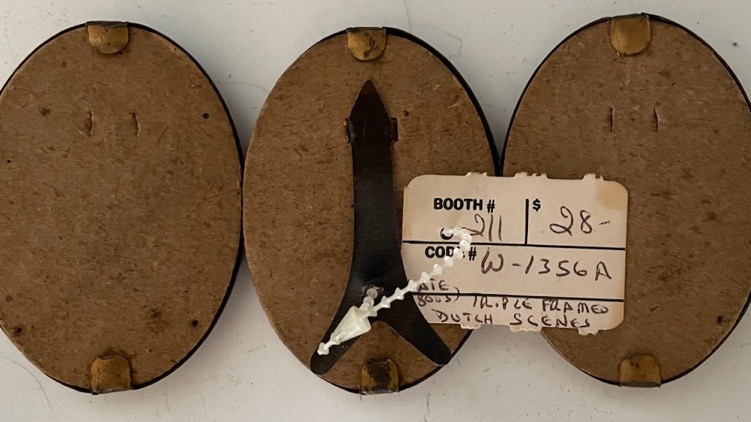 BOOTH # $
211 28-
CODE # W-1356A
TRIPLE FRAMED
DUTCH SCENES